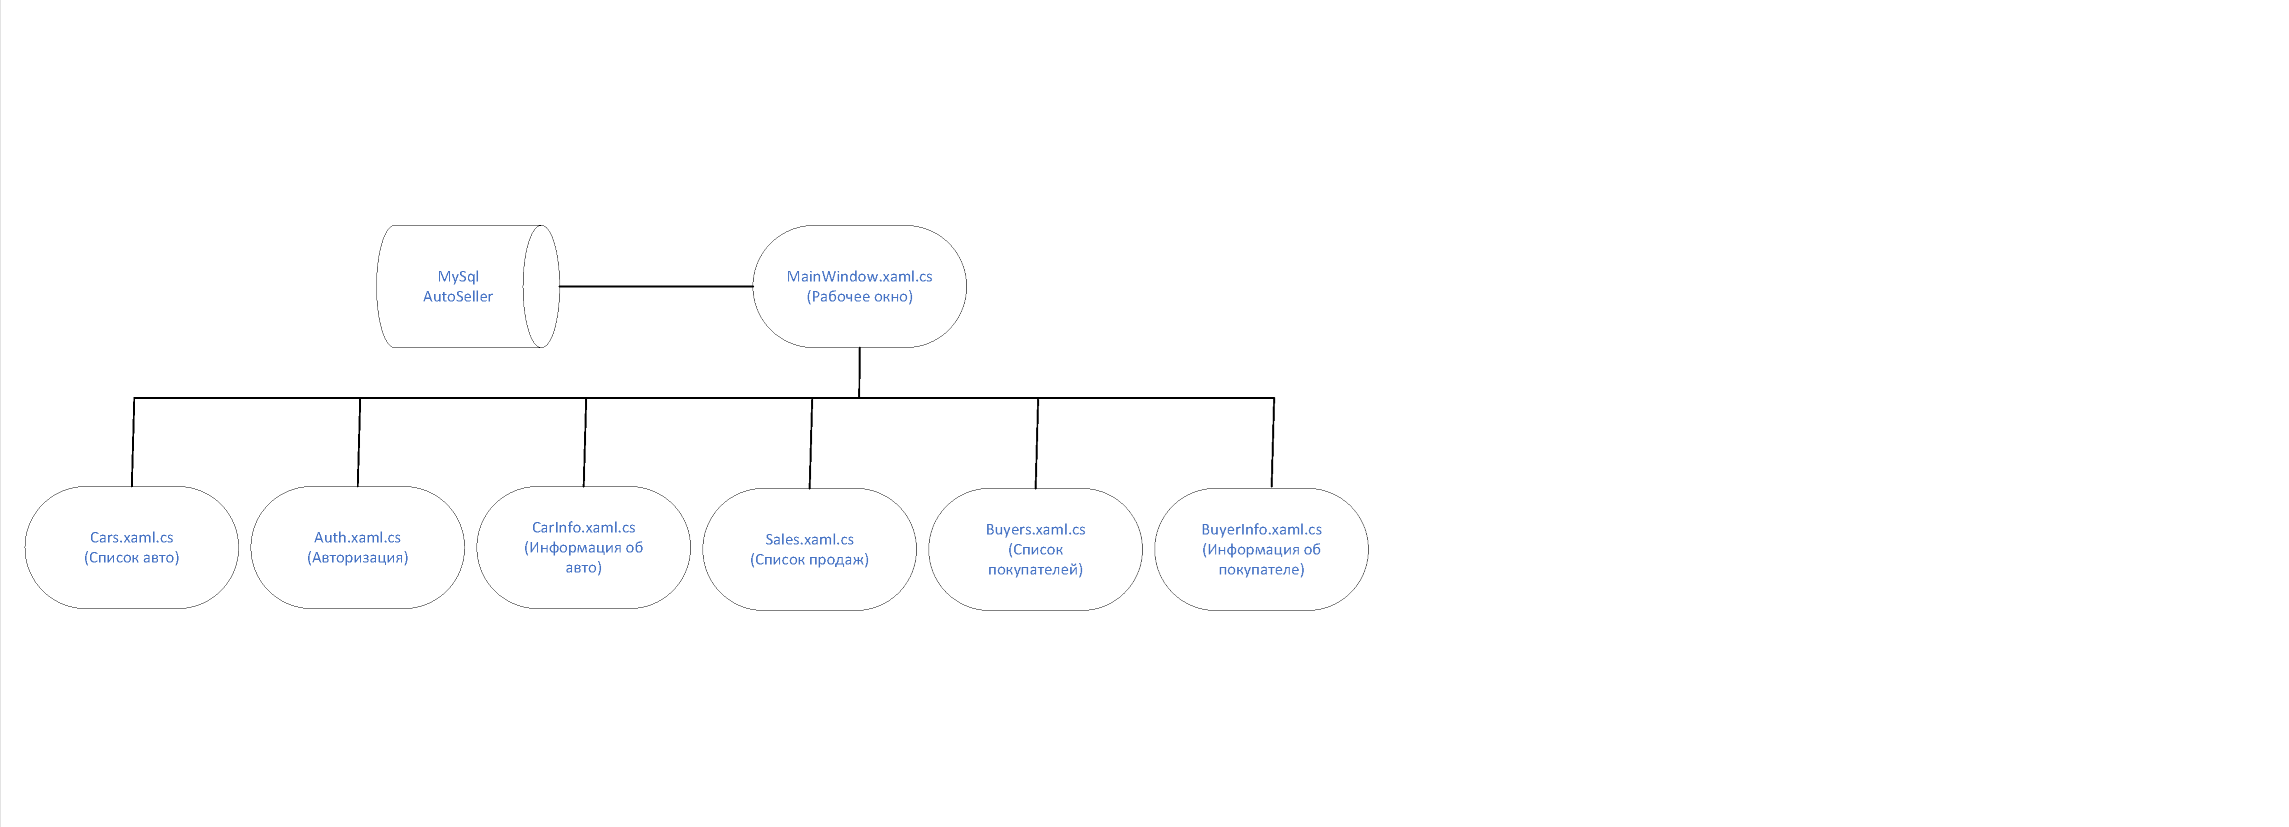 MySql
AutoSeller
MainWindow.xaml.cs
(Рабочее окно)
Cars.xaml.cs
(Список авто)
Auth.xaml.cs
(Авторизация)
CarInfo.xaml.cs
(Информация об
авто)
Sales.xaml.cs
(Список продаж)
Buyers.xaml.cs
(Список
покупателей)
BuyerInfo.xaml.cs
(Информация об
покупателе)